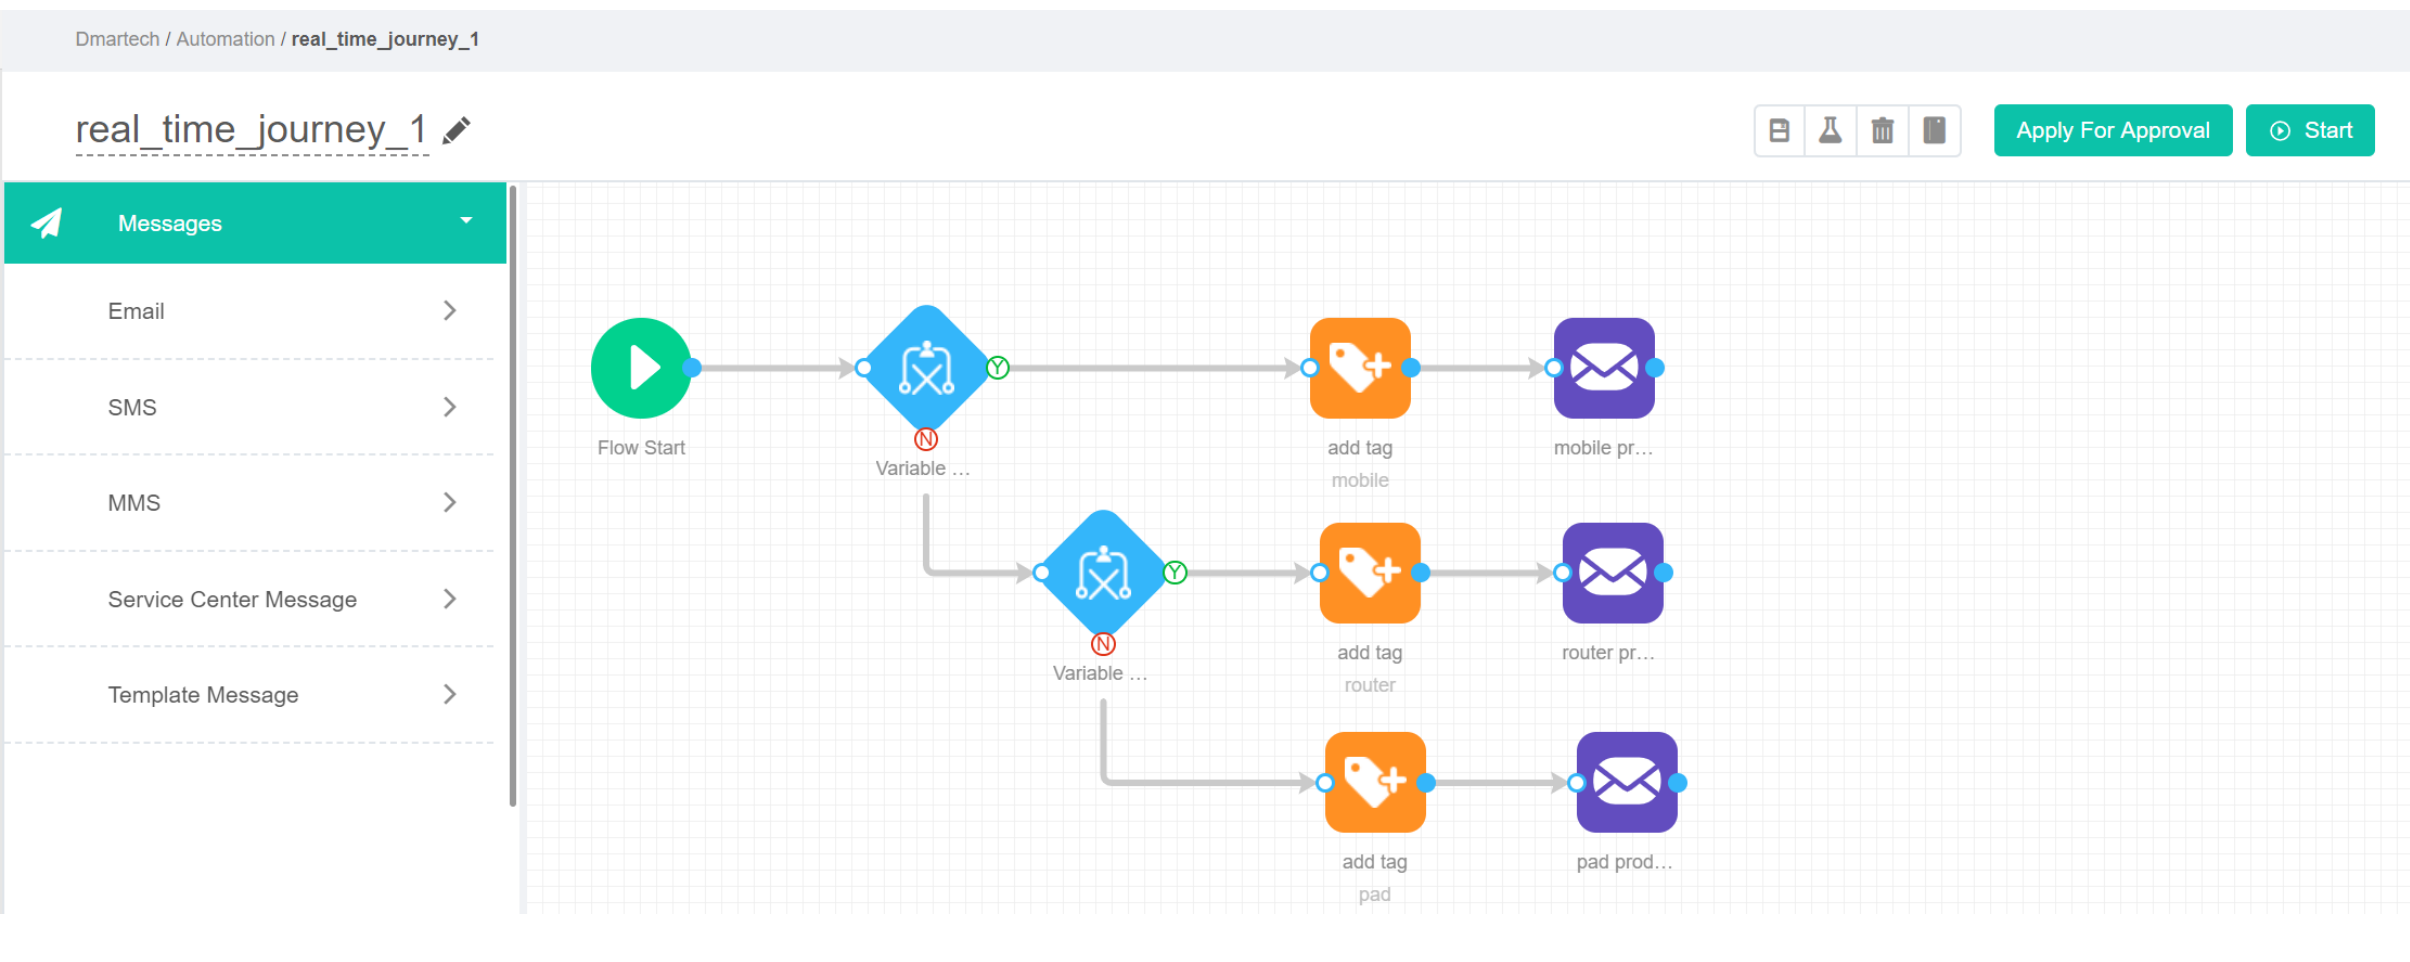 Dmartech / Automation / real_time_journey_1
real_time_journey_1
Apply For Approval
Start
Messages
Email
SMS
MMS
Service Center Message
Template Message
Flow Start
Y
N
Variable ...
add tag
mobile
mobile pr...
Y
N
Variable ...
add tag
router
router pr...
add tag
pad
pad prod...